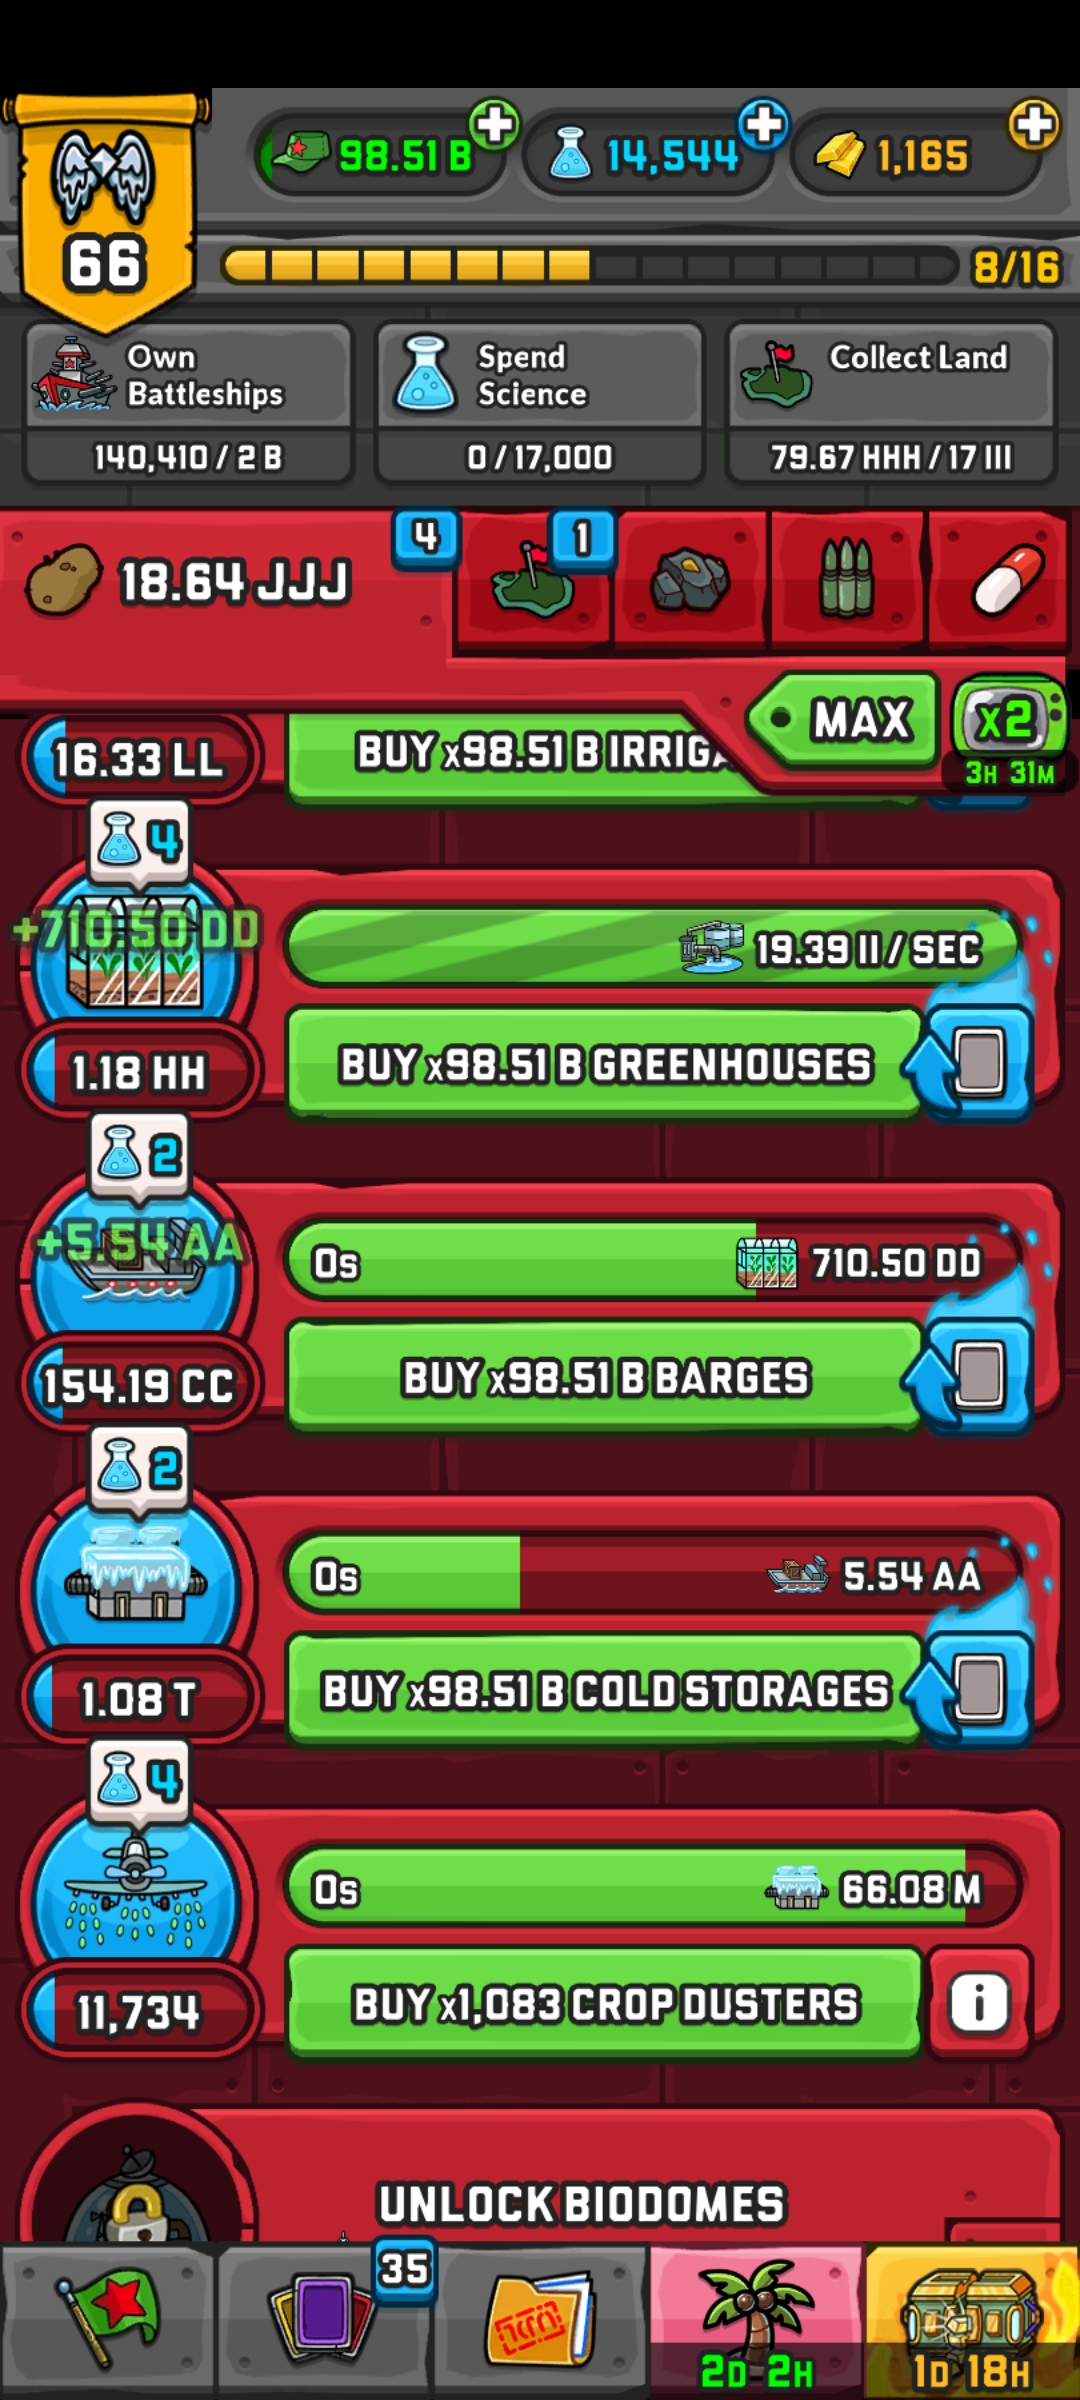 98.51 B
14,544
1,165
66
8/16
Own
Battleships
140,410 / 2 B
Spend
Science
0 / 17,000
Collect Land
79.67 HHH / 17 III
18.64 JJJ
4
1
MAX
x2
3H 31M
16.33 LL
BUY x98.51 B IRRIGA
4
+710.50 DD
19.39 II / SEC
1.18 HH
BUY x98.51 B GREENHOUSES
2
+5.54 AA
0s
710.50 DD
154.19 CC
BUY x98.51 B BARGES
2
0s
5.54 AA
1.08 T
BUY x98.51 B COLD STORAGES
4
0s
66.08 M
11,734
BUY x1,083 CROP DUSTERS
i
UNLOCK BIODOMES
35
2D 2H
1D 18H